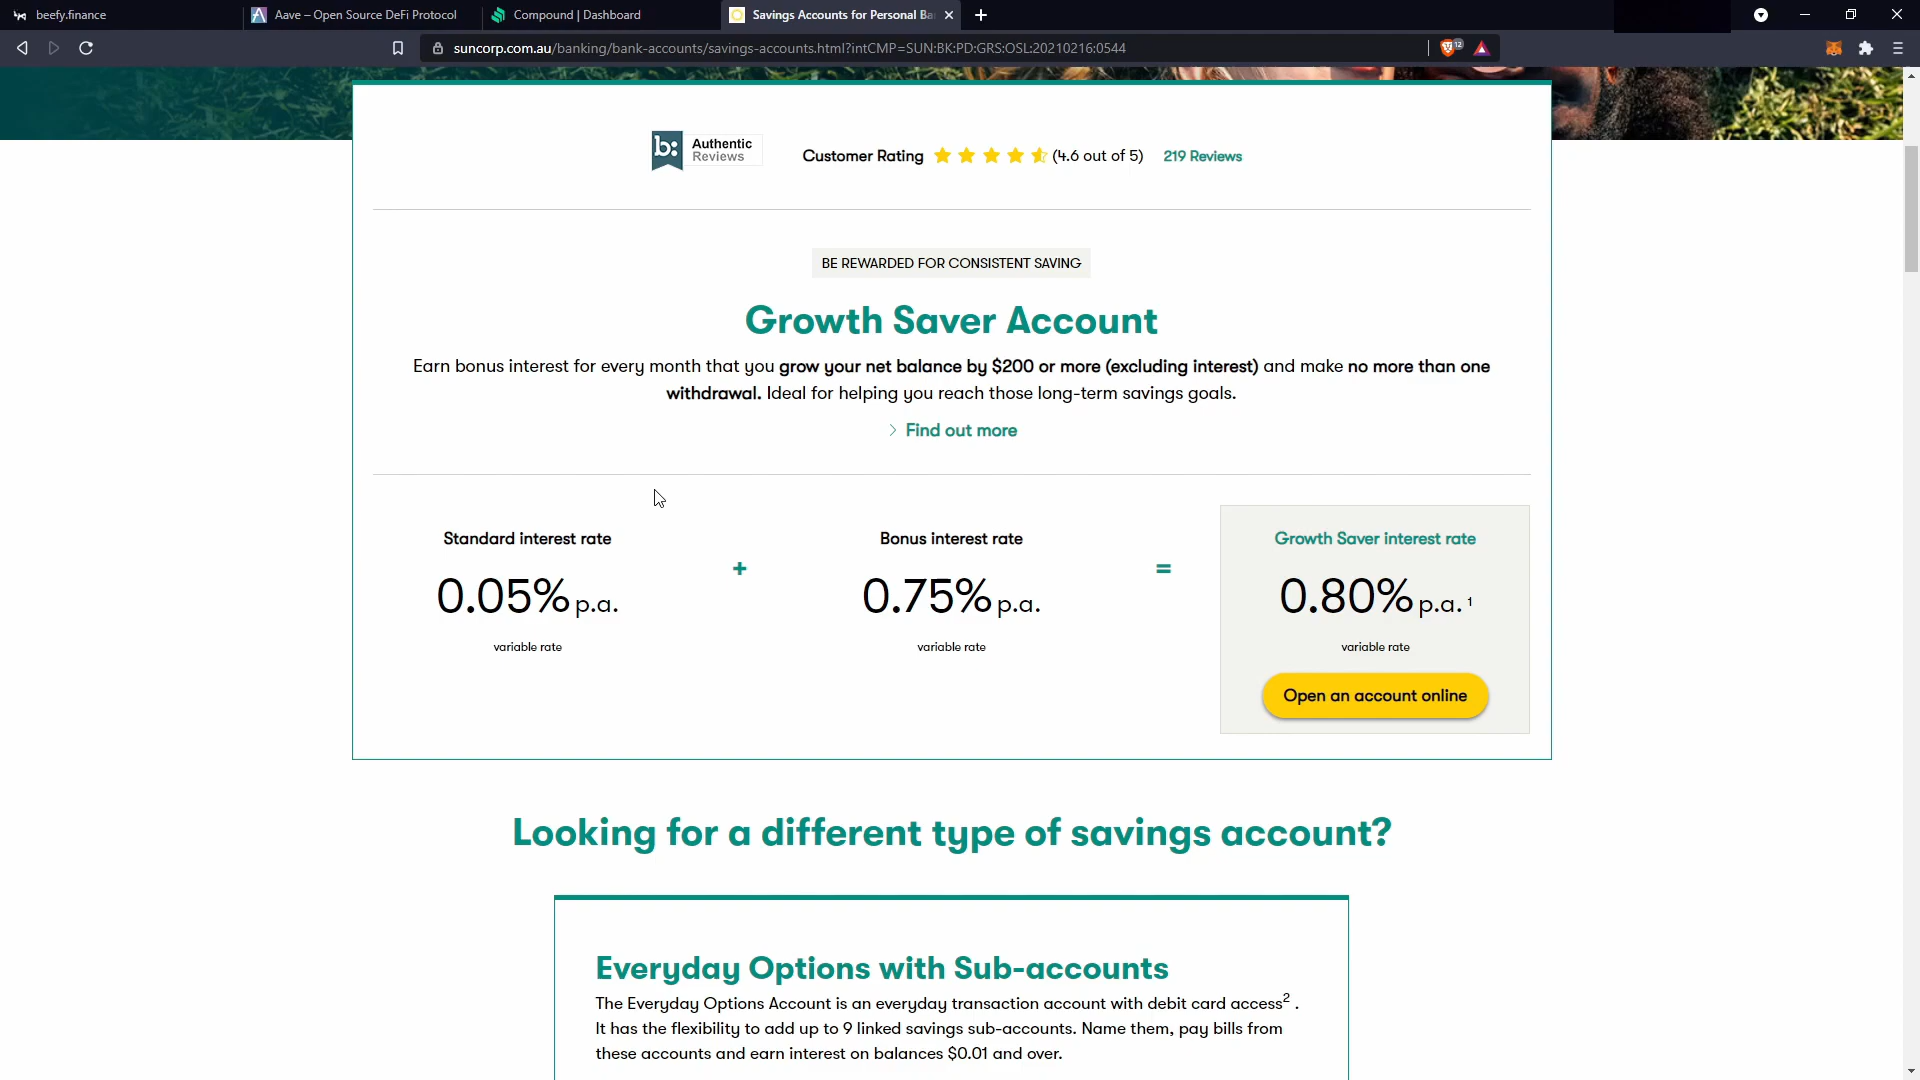 beefy.finance
Aave – Open Source DeFi Protocol
Compound | Dashboard
Savings Accounts for Personal Ba
suncorp.com.au/banking/bank-accounts/savings-accounts.html?intCMP=SUN:BK:PD:GRS:OSL:20210216:0544
12
b: Authentic
Reviews
Customer Rating (4.6 out of 5) 219 Reviews
BE REWARDED FOR CONSISTENT SAVING
Growth Saver Account
Earn bonus interest for every month that you grow your net balance by $200 or more (excluding interest) and make no more than one
withdrawal. Ideal for helping you reach those long-term savings goals.
Find out more
Standard interest rate
0.05% p.a.
variable rate
+
Bonus interest rate
0.75% p.a.
variable rate
=
Growth Saver interest rate
0.80% p.a. 1
variable rate
Open an account online
Looking for a different type of savings account?
Everyday Options with Sub-accounts
The Everyday Options Account is an everyday transaction account with debit card access2 .
It has the flexibility to add up to 9 linked savings sub-accounts. Name them, pay bills from
these accounts and earn interest on balances $0.01 and over.